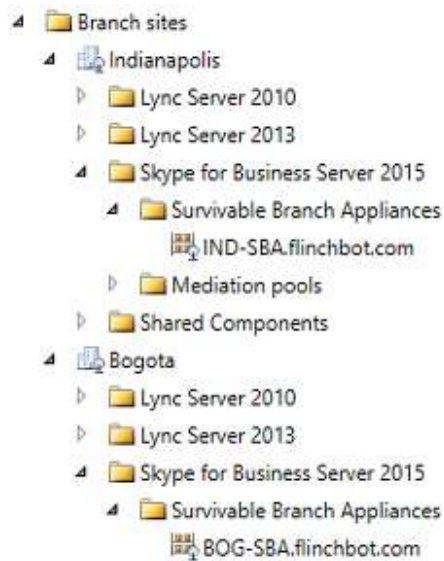 Branch sites
Indianapolis
Lync Server 2010
Lync Server 2013
Skype for Business Server 2015
Survivable Branch Appliances
IND-SBA.flinchbot.com
Mediation pools
Shared Components
Bogota
Lync Server 2010
Lync Server 2013
Skype for Business Server 2015
Survivable Branch Appliances
BOG-SBA.flinchbot.com